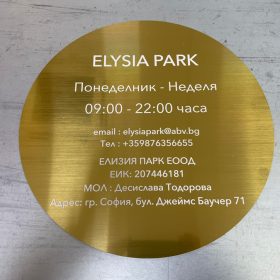 ELYSIA PARK
Понеделник - Неделя
09:00 - 22:00 часа
email : elysiapark@abv.bg
Тел : +359876356655
ЕЛИЗИЯ ПАРК ЕООД
ЕИК: 207446181
МОЛ : Десислава Тодорова
Адрес: гр. София, бул. Джеймс Баучер 71